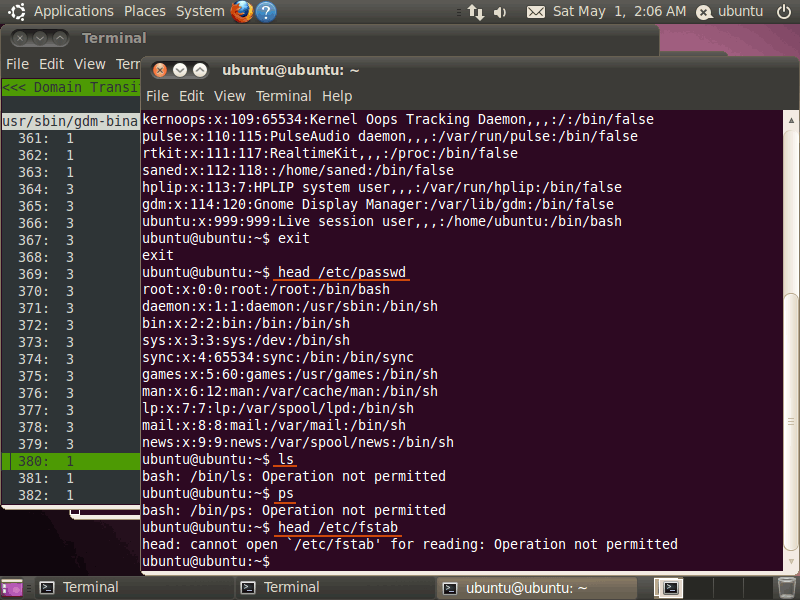 Applications Places System ? Sat May 1, 2:06 AM ubuntu
Terminal
File Edit View Term
<<< Domain Transit
usr/sbin/gdm-bina
361: 1
362: 1
363: 1
364: 3
365: 3
366: 3
367: 3
368: 3
369: 3
370: 3
371: 3
372: 3
373: 3
374: 3
375: 3
376: 3
377: 3
378: 3
379: 3
380: 1
381: 1
382: 1
ubuntu@ubuntu: ~
File Edit View Terminal Help
kernoops:x:109:65534:Kernel Oops Tracking Daemon,,,:/:/bin/false
pulse:x:110:115:PulseAudio daemon,,,:/var/run/pulse:/bin/false
rtkit:x:111:117:RealtimeKit,,,:/proc:/bin/false
saned:x:112:118::/home/saned:/bin/false
hplip:x:113:7:HPLIP system user,,,:/var/run/hplip:/bin/false
gdm:x:114:120:Gnome Display Manager:/var/lib/gdm:/bin/false
ubuntu:x:999:999:Live session user,,,:/home/ubuntu:/bin/bash
ubuntu@ubuntu:~$ exit
exit
ubuntu@ubuntu:~$ head /etc/passwd
root:x:0:0:root:/root:/bin/bash
daemon:x:1:1:daemon:/usr/sbin:/bin/sh
bin:x:2:2:bin:/bin:/bin/sh
sys:x:3:3:sys:/dev:/bin/sh
sync:x:4:65534:sync:/bin:/bin/sync
games:x:5:60:games:/usr/games:/bin/sh
man:x:6:12:man:/var/cache/man:/bin/sh
lp:x:7:7:lp:/var/spool/lpd:/bin/sh
mail:x:8:8:mail:/var/mail:/bin/sh
news:x:9:9:news:/var/spool/news:/bin/sh
ubuntu@ubuntu:~$ ls
bash: /bin/ls: Operation not permitted
ubuntu@ubuntu:~$ ps
bash: /bin/ps: Operation not permitted
ubuntu@ubuntu:~$ head /etc/fstab
head: cannot open `/etc/fstab' for reading: Operation not permitted
ubuntu@ubuntu:~$
Terminal Terminal ubuntu@ubuntu: ~